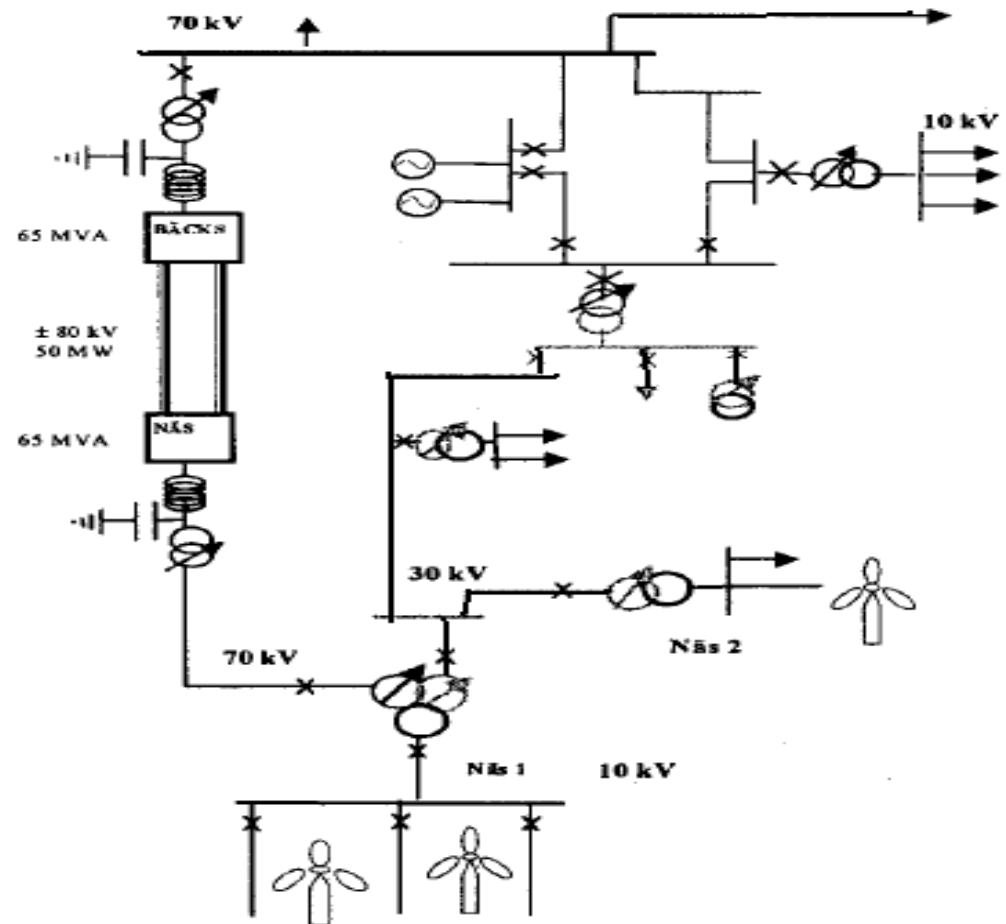 70 kV
10 kV
BÄCKS
65 MVA
± 80 kV
50 MW
NÄS
65 MVA
30 kV
Näs 2
70 kV
Näs 1
10 kV